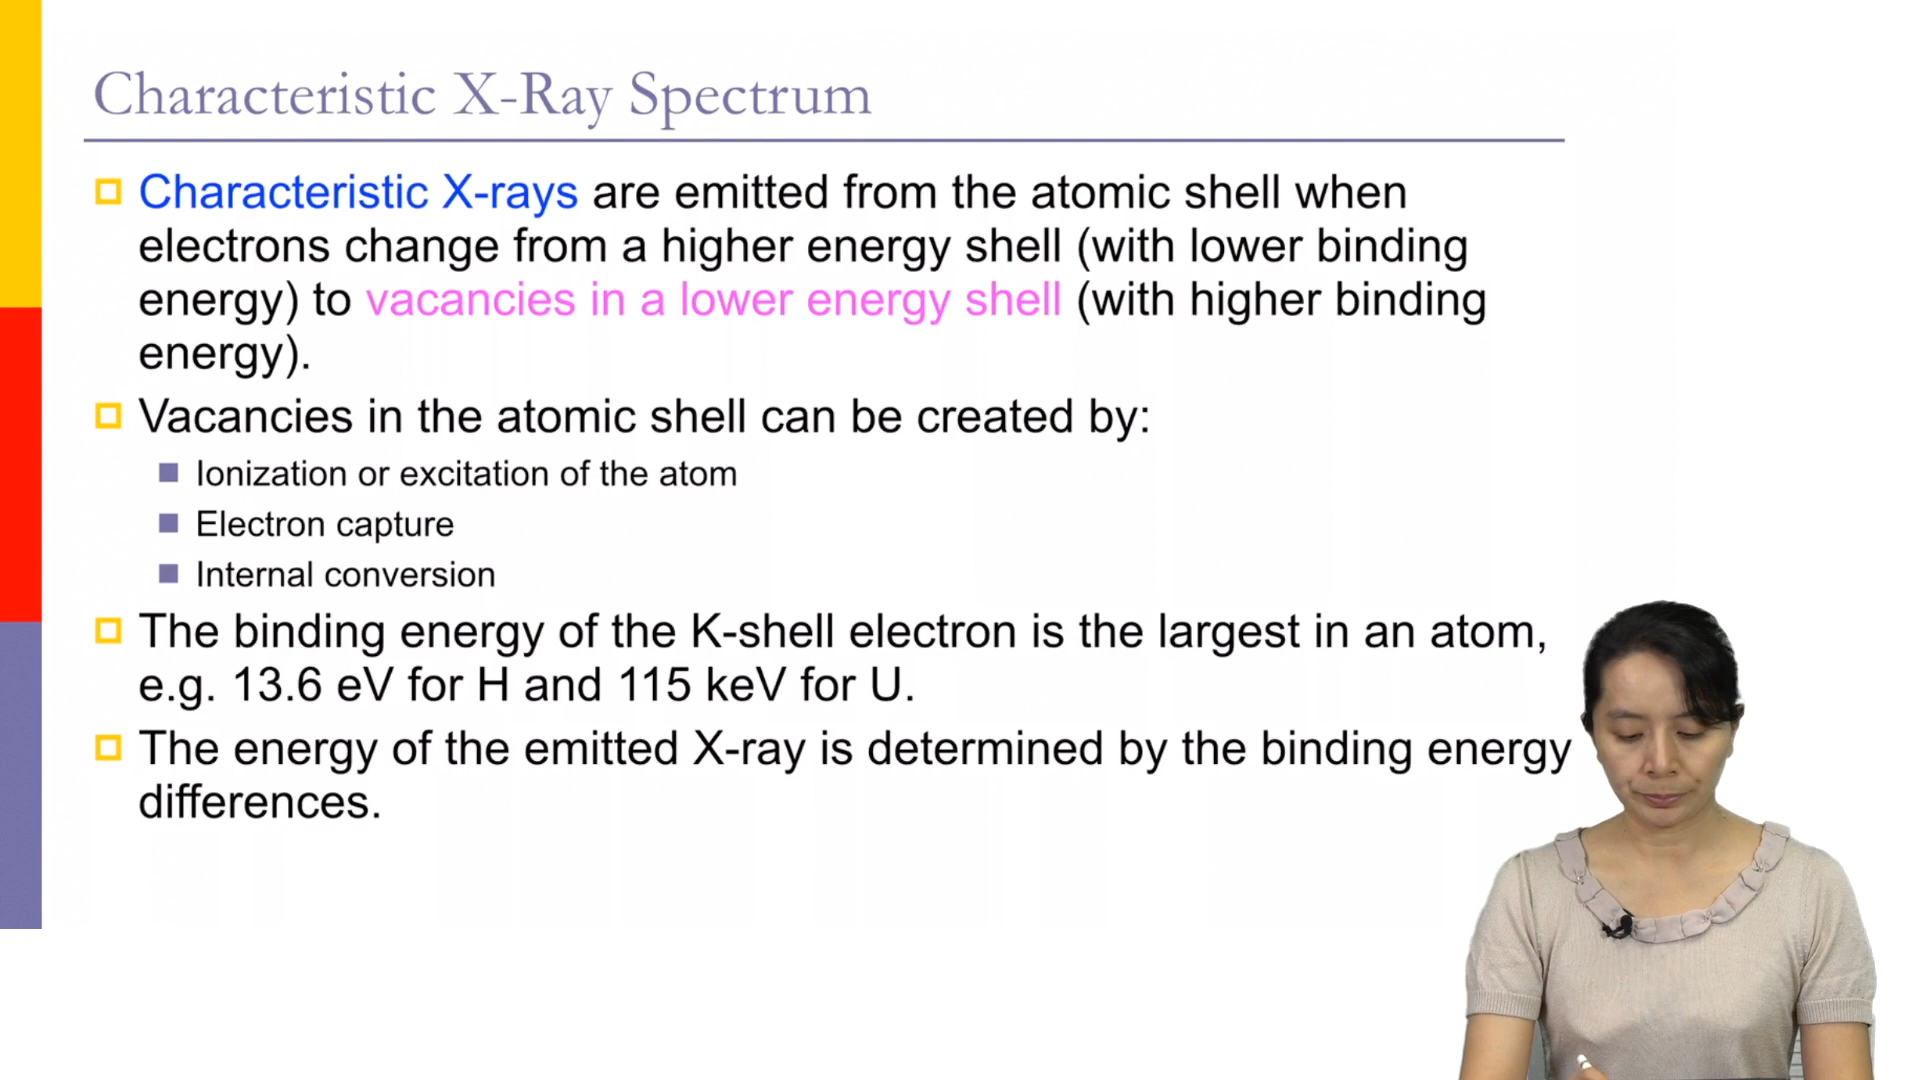 Characteristic X-Ray Spectrum
Characteristic X-rays are emitted from the atomic shell when
electrons change from a higher energy shell (with lower binding
energy) to vacancies in a lower energy shell (with higher binding
energy).
Vacancies in the atomic shell can be created by:
Ionization or excitation of the atom
Electron capture
Internal conversion
The binding energy of the K-shell electron is the largest in an atom,
e.g. 13.6 eV for H and 115 keV for U.
The energy of the emitted X-ray is determined by the binding energy
differences.